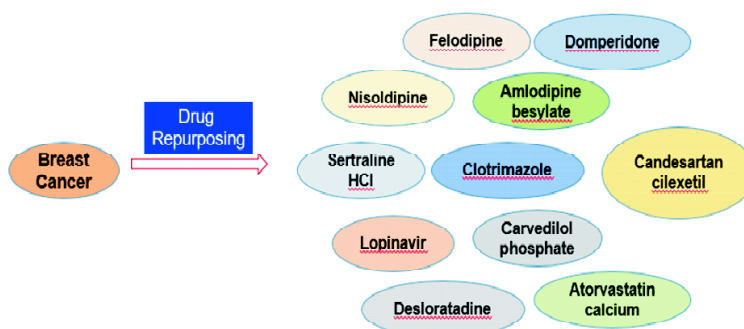 Felodipine
Domperidone
Nisoldipine
Amlodipine
besylate
Drug
Repurposing
Breast
Cancer
Sertraline
HCl
Clotrimazole
Candesartan
cilexetil
Lopinavir
Carvedilol
phosphate
Desloratadine
Atorvastatin
calcium